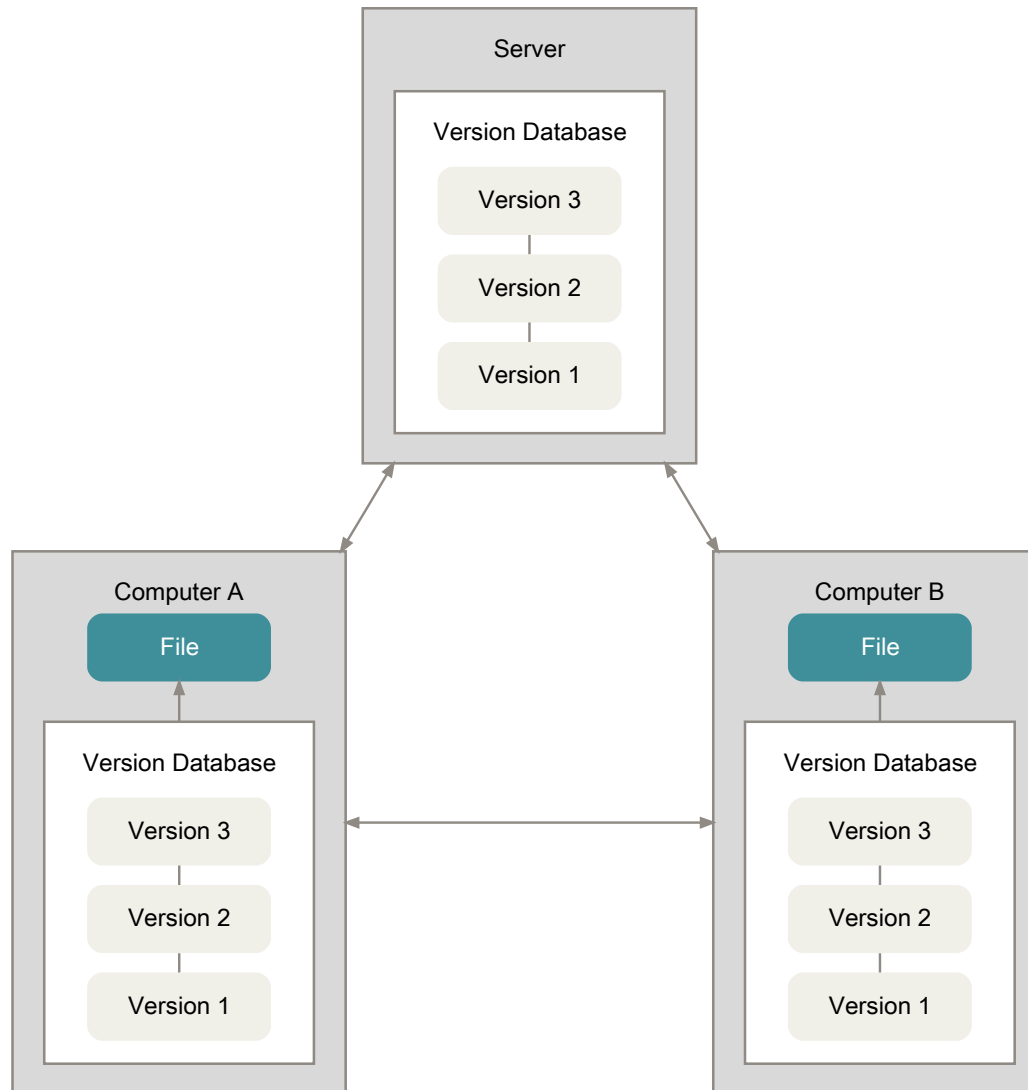 Server
Version Database
Version 3
Version 2
Version 1
Computer A
File
Version Database
Version 3
Version 2
Version 1
Computer B
File
Version Database
Version 3
Version 2
Version 1